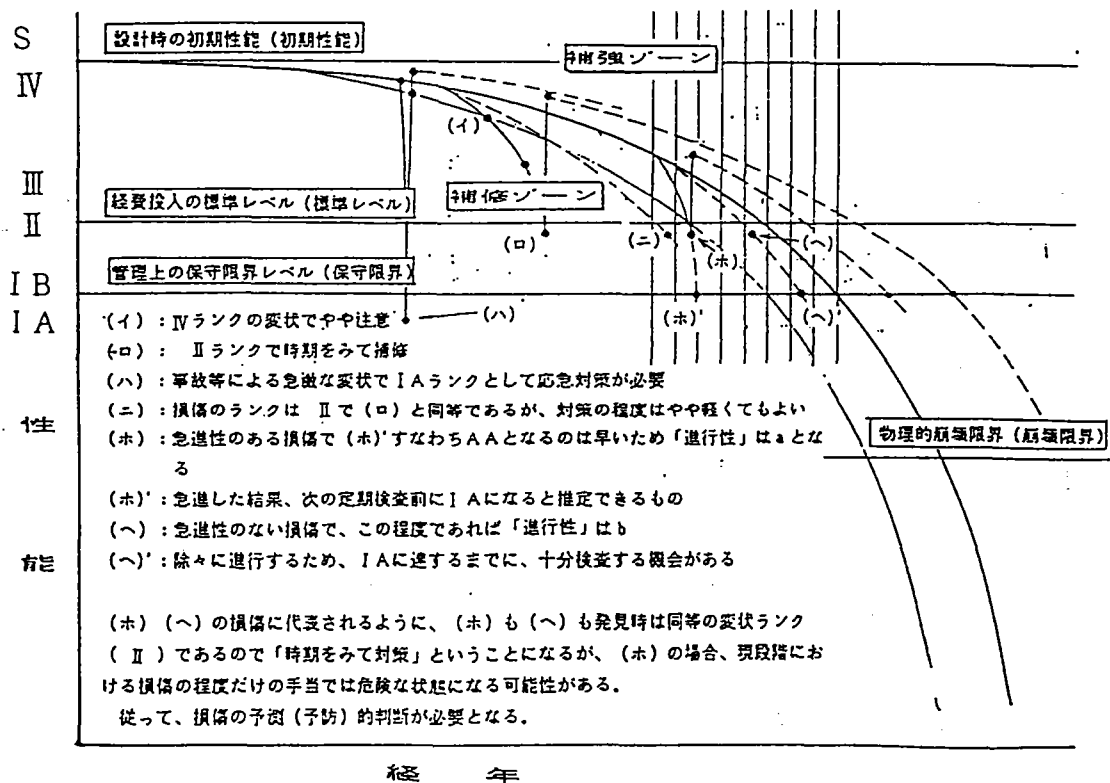 S
設計時の初期性能（初期性能）
補強ゾーン
Ⅳ
（イ）
Ⅲ
補修ゾーン
経費投入の標準レベル（標準レベル）
Ⅱ
（ロ）
（ニ）
（ホ）
（ヘ）
管理上の保守限界レベル（保守限界）
ⅠB
ⅠA
（ハ）
（ホ）'
（ヘ）'
（イ）：Ⅳランクの変状でやや注意
（ロ）： Ⅱランクで時期をみて補修
（ハ）：事故等による急激な変状でⅠAランクとして応急対策が必要
（ニ）：損傷のランクは Ⅱで（ロ）と同等であるが、対策の程度はやや軽くてもよい
（ホ）：急進性のある損傷で（ホ）'すなわちAAとなるのは早いため「進行性」はaとな
る
物理的崩壊限界（崩壊限界）
（ホ）'：急進した結果、次の定期検査前にⅠAになると推定できるもの
（ヘ）：急進性のない損傷で、この程度であれば「進行性」はb
（ヘ）'：除々に進行するため、ⅠAに達するまでに、十分検査する機会がある
（ホ）（ヘ）の損傷に代表されるように、（ホ）も（ヘ）も発見時は同等の変状ランク
（ Ⅱ ）であるので「時期をみて対策」ということになるが、（ホ）の場合、現段階にお
ける損傷の程度だけの手当では危険な状態になる可能性がある。
従って、損傷の予測（予防）的判断が必要となる。
性
能
経 年